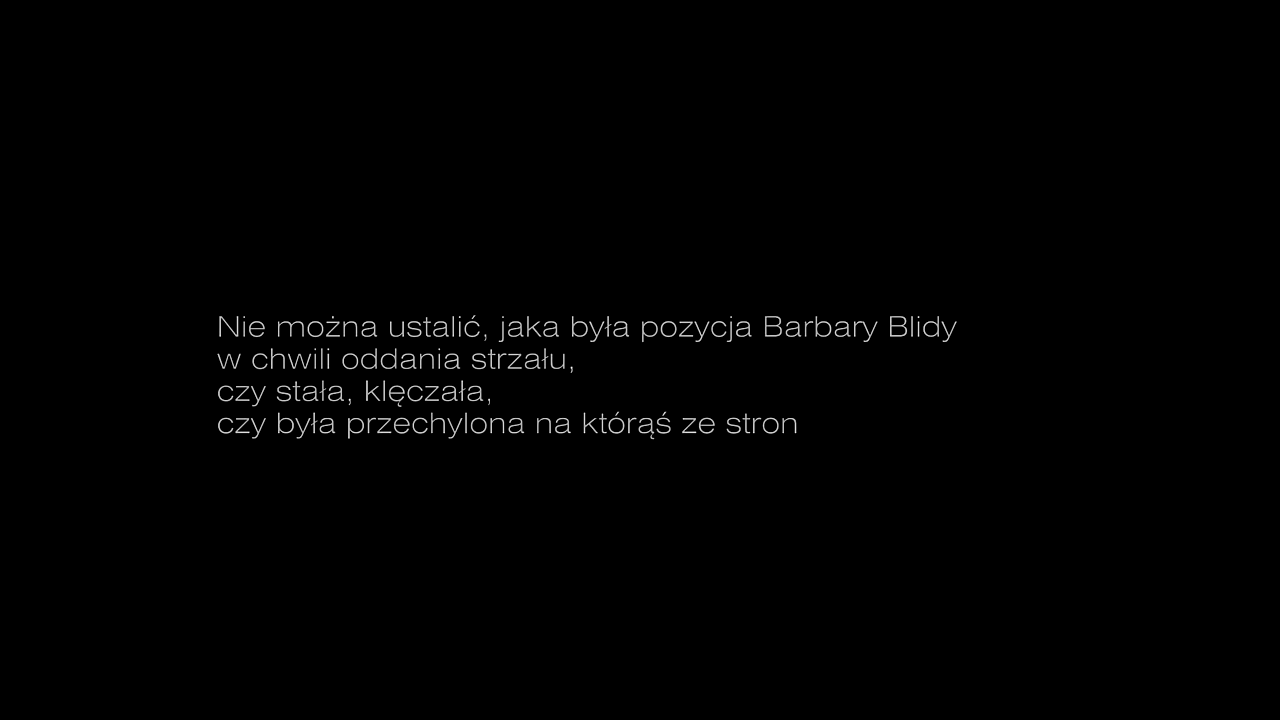 Nie można ustalić, jaka była pozycja Barbary Blidy
w chwili oddania strzału,
czy stała, klęczała,
czy była przechylona na którąś ze stron